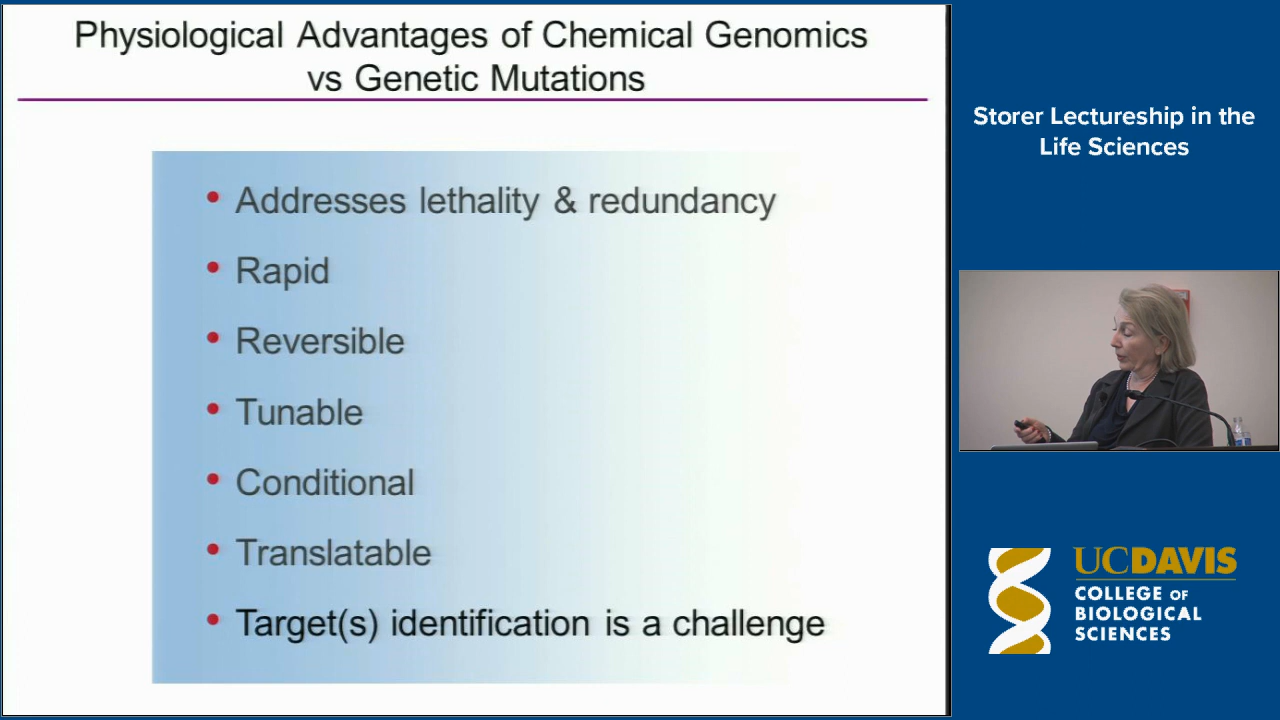 Physiological Advantages of Chemical Genomics
vs Genetic Mutations
• Addresses lethality & redundancy
• Rapid
• Reversible
• Tunable
• Conditional
• Translatable
• Target(s) identification is a challenge
Storer Lectureship in the
Life Sciences
UCDAVIS
COLLEGE OF
BIOLOGICAL
SCIENCES